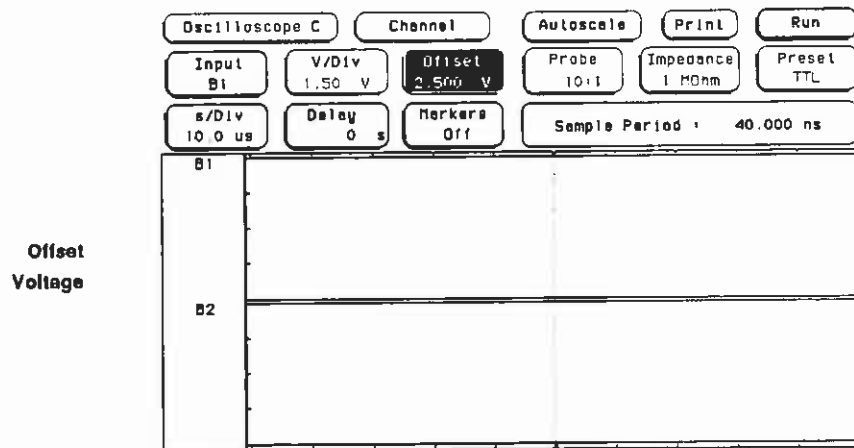 Oscilloscope C Channel Autoscale Print Run
Input V/Div Offset Probe Impedance Preset
B1 1.50 V 2.500 V 10:1 1 MOhm TTL
s/Div Delay Markers Sample Period : 40.000 ns
10.0 us 0 s Off
B1
Offset
Voltage
B2